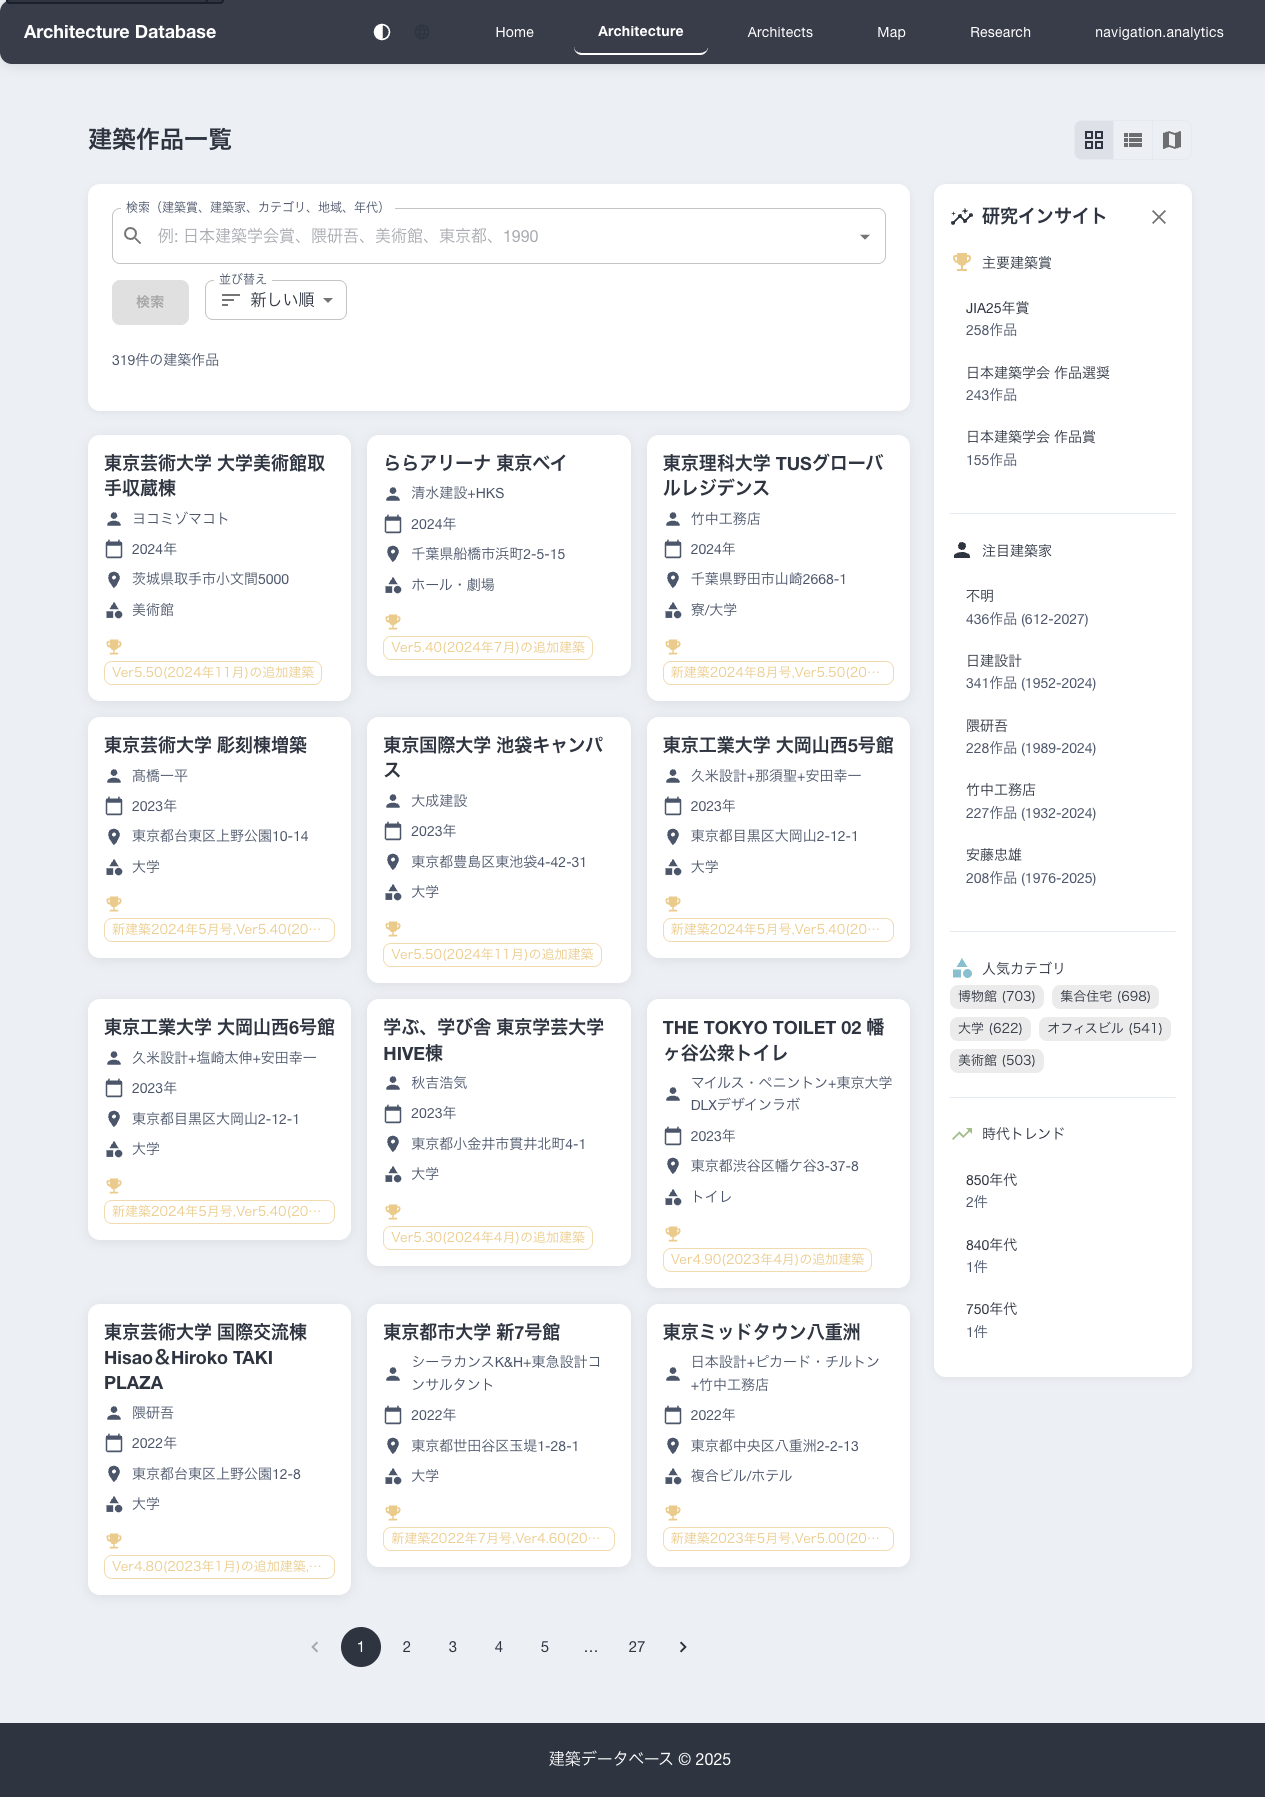 Architecture Database
Home
Architecture
Architects
Map
Research
navigation.analytics
建築作品一覧
検索（建築賞、建築家、カテゴリ、地域、年代）
例: 日本建築学会賞、隈研吾、美術館、東京都、1990
検索
並び替え
新しい順
319件の建築作品
東京芸術大学 大学美術館取
手収蔵棟
ヨコミゾマコト
2024年
茨城県取手市小文間5000
美術館
Ver5.50(2024年11月)の追加建築
ららアリーナ 東京ベイ
清水建設+HKS
2024年
千葉県船橋市浜町2-5-15
ホール・劇場
Ver5.40(2024年7月)の追加建築
東京理科大学 TUSグローバ
ルレジデンス
竹中工務店
2024年
千葉県野田市山崎2668-1
寮/大学
新建築2024年8月号,Ver5.50(20…
東京芸術大学 彫刻棟増築
髙橋一平
2023年
東京都台東区上野公園10-14
大学
新建築2024年5月号,Ver5.40(20…
東京国際大学 池袋キャンパ
ス
大成建設
2023年
東京都豊島区東池袋4-42-31
大学
Ver5.50(2024年11月)の追加建築
東京工業大学 大岡山西5号館
久米設計+那須聖+安田幸一
2023年
東京都目黒区大岡山2-12-1
大学
新建築2024年5月号,Ver5.40(20…
東京工業大学 大岡山西6号館
久米設計+塩崎太伸+安田幸一
2023年
東京都目黒区大岡山2-12-1
大学
新建築2024年5月号,Ver5.40(20…
学ぶ、学び舎 東京学芸大学
HIVE棟
秋吉浩気
2023年
東京都小金井市貫井北町4-1
大学
Ver5.30(2024年4月)の追加建築
THE TOKYO TOILET 02 幡
ヶ谷公衆トイレ
マイルス・ペニントン+東京大学
DLXデザインラボ
2023年
東京都渋谷区幡ケ谷3-37-8
トイレ
Ver4.90(2023年4月)の追加建築
東京芸術大学 国際交流棟
Hisao＆Hiroko TAKI
PLAZA
隈研吾
2022年
東京都台東区上野公園12-8
大学
Ver4.80(2023年1月)の追加建築,…
東京都市大学 新7号館
シーラカンスK&H+東急設計コ
ンサルタント
2022年
東京都世田谷区玉堤1-28-1
大学
新建築2022年7月号,Ver4.60(20…
東京ミッドタウン八重洲
日本設計+ピカード・チルトン
+竹中工務店
2022年
東京都中央区八重洲2-2-13
複合ビル/ホテル
新建築2023年5月号,Ver5.00(20…
1
2
3
4
5
…
27
研究インサイト
主要建築賞
JIA25年賞
258作品
日本建築学会 作品選奨
243作品
日本建築学会 作品賞
155作品
注目建築家
不明
436作品 (612-2027)
日建設計
341作品 (1952-2024)
隈研吾
228作品 (1989-2024)
竹中工務店
227作品 (1932-2024)
安藤忠雄
208作品 (1976-2025)
人気カテゴリ
博物館 (703)
集合住宅 (698)
大学 (622)
オフィスビル (541)
美術館 (503)
時代トレンド
850年代
2件
840年代
1件
750年代
1件
建築データベース © 2025